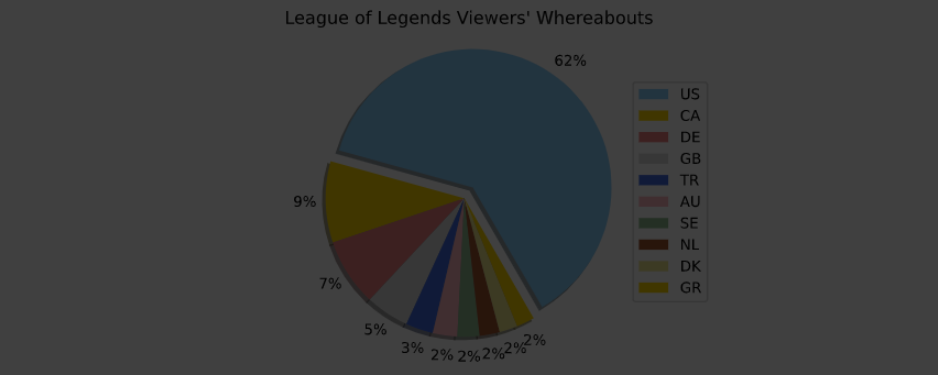 League of Legends Viewers' Whereabouts
62%
US
CA
DE
GB
TR
AU
SE
NL
DK
GR
9%
7%
5%
3%
2%
2%
2%
2%
2%